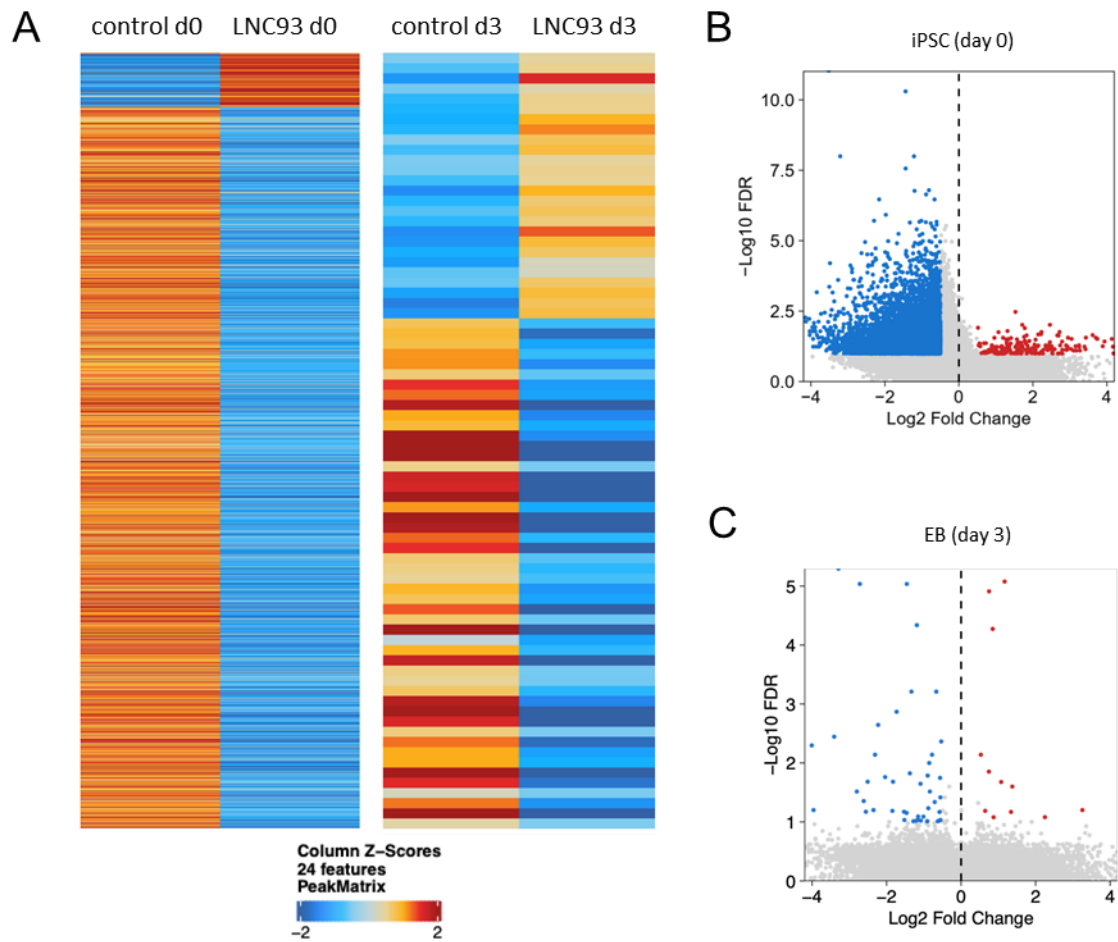 A
control d0
LNC93 d0
control d3
LNC93 d3
Column Z-Scores
24 features
PeakMatrix
−2
2
B
iPSC (day 0)
−Log10 FDR
10.0
7.5
5.0
2.5
0.0
−4
−2
0
2
4
Log2 Fold Change
C
EB (day 3)
−Log10 FDR
5
4
3
2
1
0
−4
−2
0
2
4
Log2 Fold Change